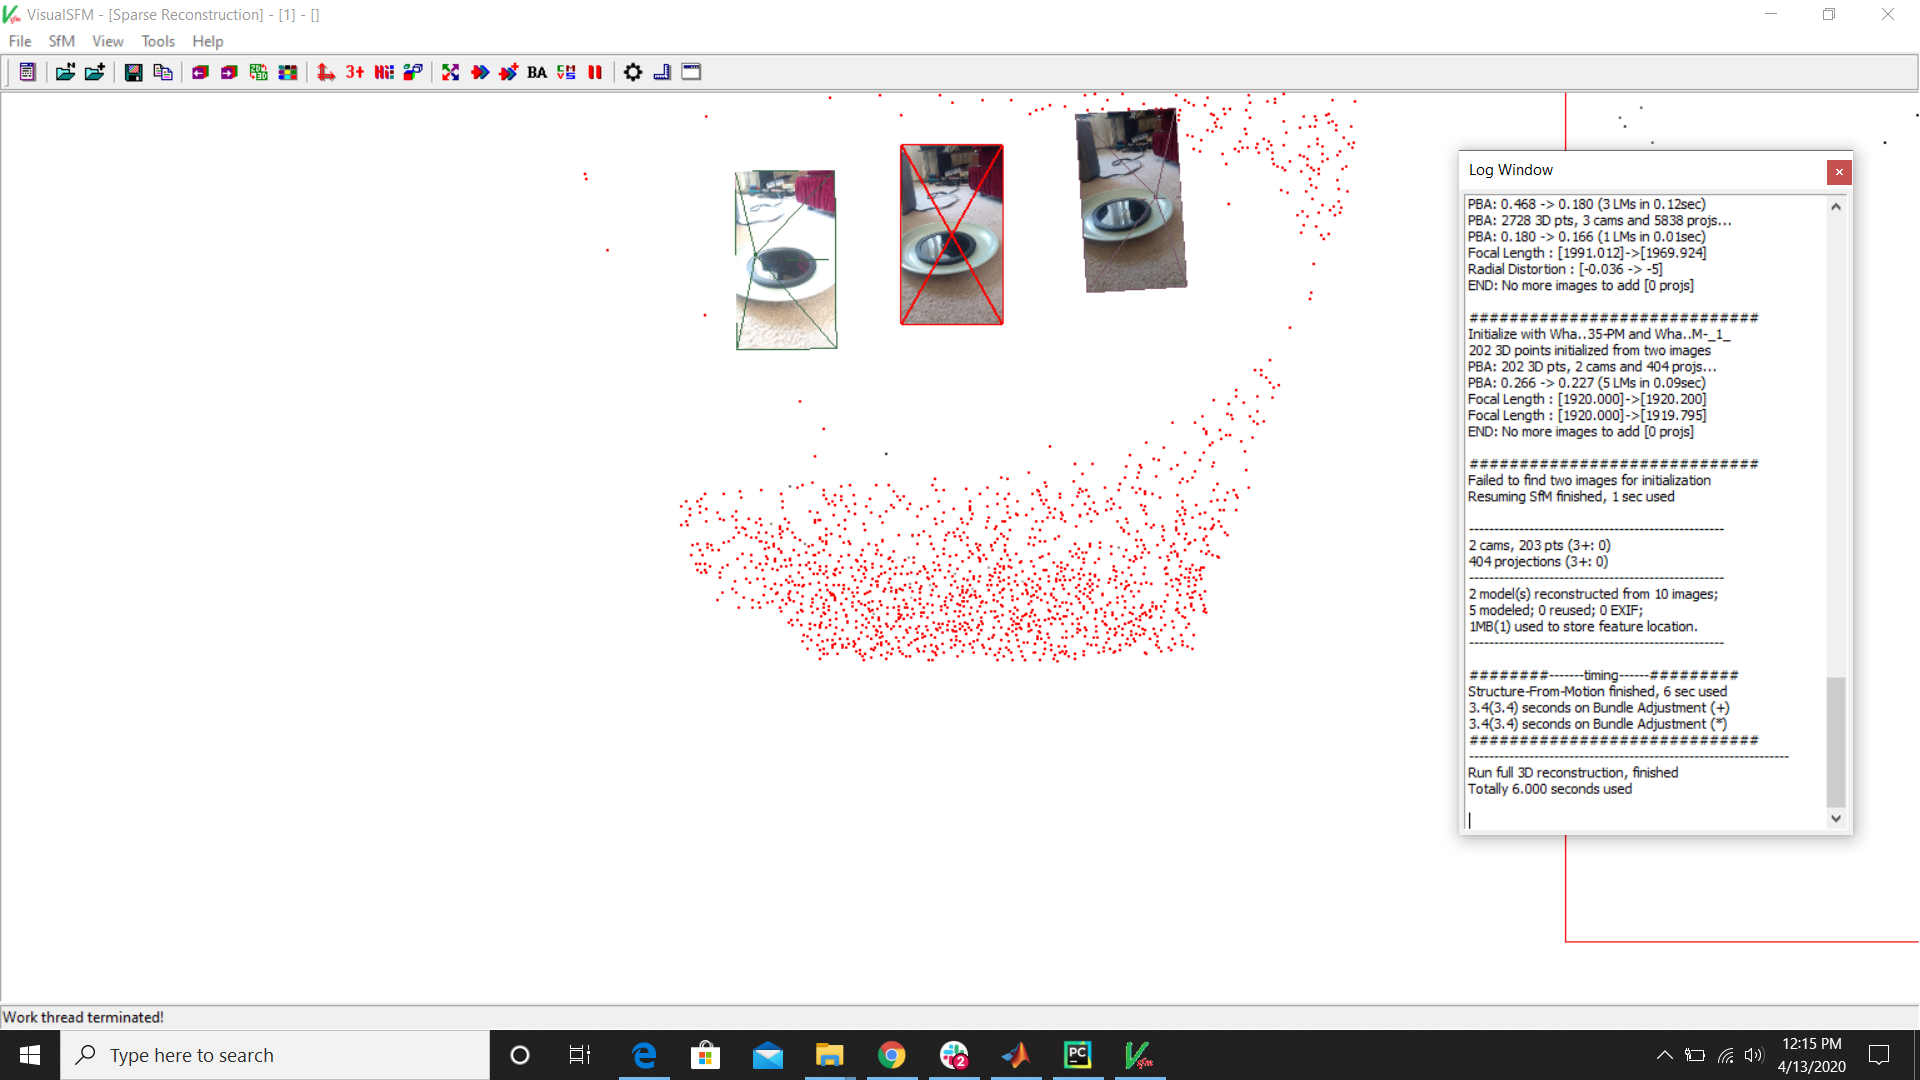 VisualSFM - [Sparse Reconstruction] - [1] - []
File SfM View Tools Help
3+ BA
Log Window
PBA: 0.468 -> 0.180 (3 LMs in 0.12sec)
PBA: 2728 3D pts, 3 cams and 5838 projs...
PBA: 0.180 -> 0.166 (1 LMs in 0.01sec)
Focal Length : [1991.012]->[1969.924]
Radial Distortion : [-0.036 -> -5]
END: No more images to add [0 projs]
#############################
Initialize with Wha..35-PM and Wha..M-_1_
202 3D points initialized from two images
PBA: 202 3D pts, 2 cams and 404 projs...
PBA: 0.266 -> 0.227 (5 LMs in 0.09sec)
Focal Length : [1920.000]->[1920.200]
Focal Length : [1920.000]->[1919.795]
END: No more images to add [0 projs]
#############################
Failed to find two images for initialization
Resuming SfM finished, 1 sec used
---------------------------------------------------
2 cams, 203 pts (3+: 0)
404 projections (3+: 0)
---------------------------------------------------
2 model(s) reconstructed from 10 images;
5 modeled; 0 reused; 0 EXIF;
1MB(1) used to store feature location.
---------------------------------------------------
########-------timing------#########
Structure-From-Motion finished, 6 sec used
3.4(3.4) seconds on Bundle Adjustment (+)
3.4(3.4) seconds on Bundle Adjustment (*)
#############################
----------------------------------------------------------------
Run full 3D reconstruction, finished
Totally 6.000 seconds used
Work thread terminated!
Type here to search
2
PC
12:15 PM
4/13/2020